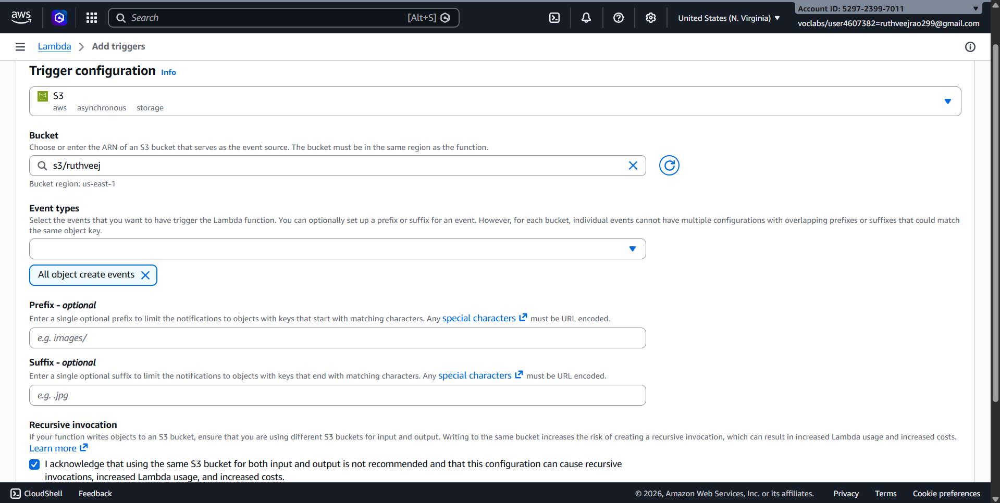 aws
Search
[Alt+S]
United States (N. Virginia)
Account ID: 5297-2399-7011
voclabs/user4607382=ruthveejrao299@gmail.com
Lambda
Add triggers
Trigger configuration Info
S3
aws asynchronous storage
Bucket
Choose or enter the ARN of an S3 bucket that serves as the event source. The bucket must be in the same region as the function.
s3/ruthveej
Bucket region: us-east-1
Event types
Select the events that you want to have trigger the Lambda function. You can optionally set up a prefix or suffix for an event. However, for each bucket, individual events cannot have multiple configurations with overlapping prefixes or suffixes that could match
the same object key.
All object create events
Prefix - optional
Enter a single optional prefix to limit the notifications to objects with keys that start with matching characters. Any special characters must be URL encoded.
e.g. images/
Suffix - optional
Enter a single optional suffix to limit the notifications to objects with keys that end with matching characters. Any special characters must be URL encoded.
e.g. .jpg
Recursive invocation
If your function writes objects to an S3 bucket, ensure that you are using different S3 buckets for input and output. Writing to the same bucket increases the risk of creating a recursive invocation, which can result in increased Lambda usage and increased costs.
Learn more
I acknowledge that using the same S3 bucket for both input and output is not recommended and that this configuration can cause recursive
invocations, increased Lambda usage, and increased costs.
CloudShell Feedback © 2026, Amazon Web Services, Inc. or its affiliates. Privacy Terms Cookie preferences